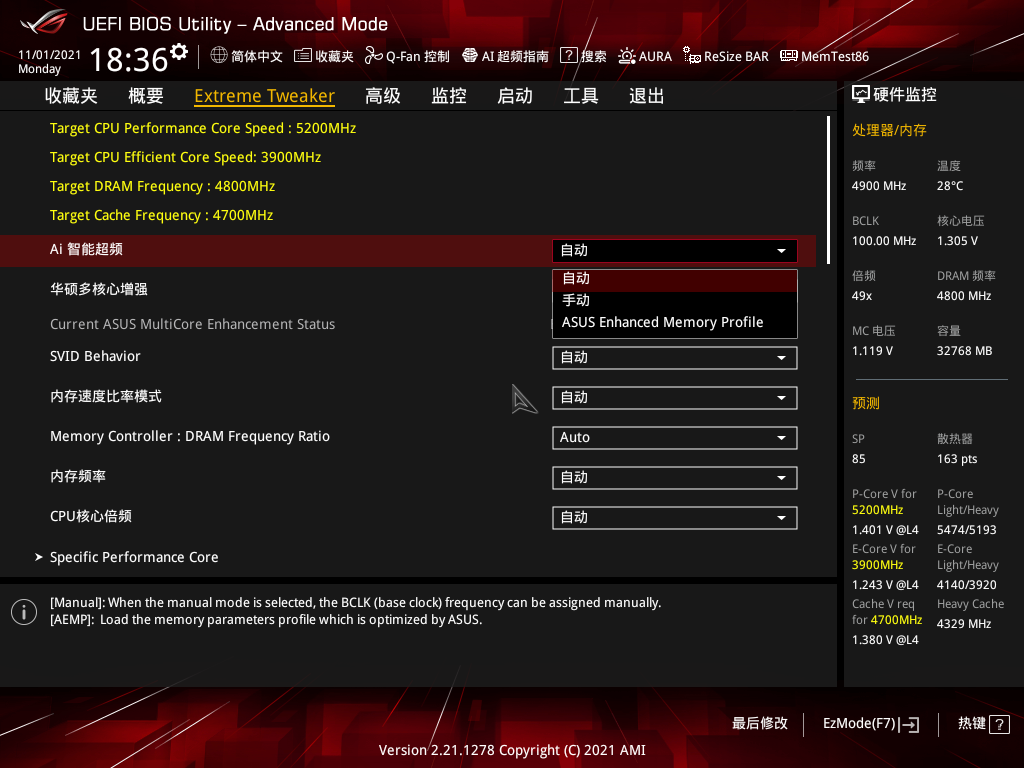 UEFI BIOS Utility – Advanced Mode
11/01/2021
Monday
18:36
简体中文
收藏夹
Q-Fan 控制
AI 超频指南
? 搜索
AURA
ReSize BAR
MemTest86
收藏夹 概要 Extreme Tweaker 高级 监控 启动 工具 退出
Target CPU Performance Core Speed : 5200MHz
Target CPU Efficient Core Speed: 3900MHz
Target DRAM Frequency : 4800MHz
Target Cache Frequency : 4700MHz
Ai 智能超频 自动
自动
手动
ASUS Enhanced Memory Profile
华硕多核心增强
Current ASUS MultiCore Enhancement Status
SVID Behavior 自动
内存速度比率模式 自动
Memory Controller : DRAM Frequency Ratio Auto
内存频率 自动
CPU核心倍频 自动
Specific Performance Core
[Manual]: When the manual mode is selected, the BCLK (base clock) frequency can be assigned manually.
[AEMP]: Load the memory parameters profile which is optimized by ASUS.
硬件监控
处理器/内存
频率 温度
4900 MHz 28°C
BCLK 核心电压
100.00 MHz 1.305 V
倍频 DRAM 频率
49x 4800 MHz
MC 电压 容量
1.119 V 32768 MB
预测
SP 散热器
85 163 pts
P-Core V for P-Core
5200MHz Light/Heavy
1.401 V @L4 5474/5193
E-Core V for E-Core
3900MHz Light/Heavy
1.243 V @L4 4140/3920
Cache V req Heavy Cache
for 4700MHz 4329 MHz
1.380 V @L4
最后修改
EzMode(F7)
热键 ?
Version 2.21.1278 Copyright (C) 2021 AMI